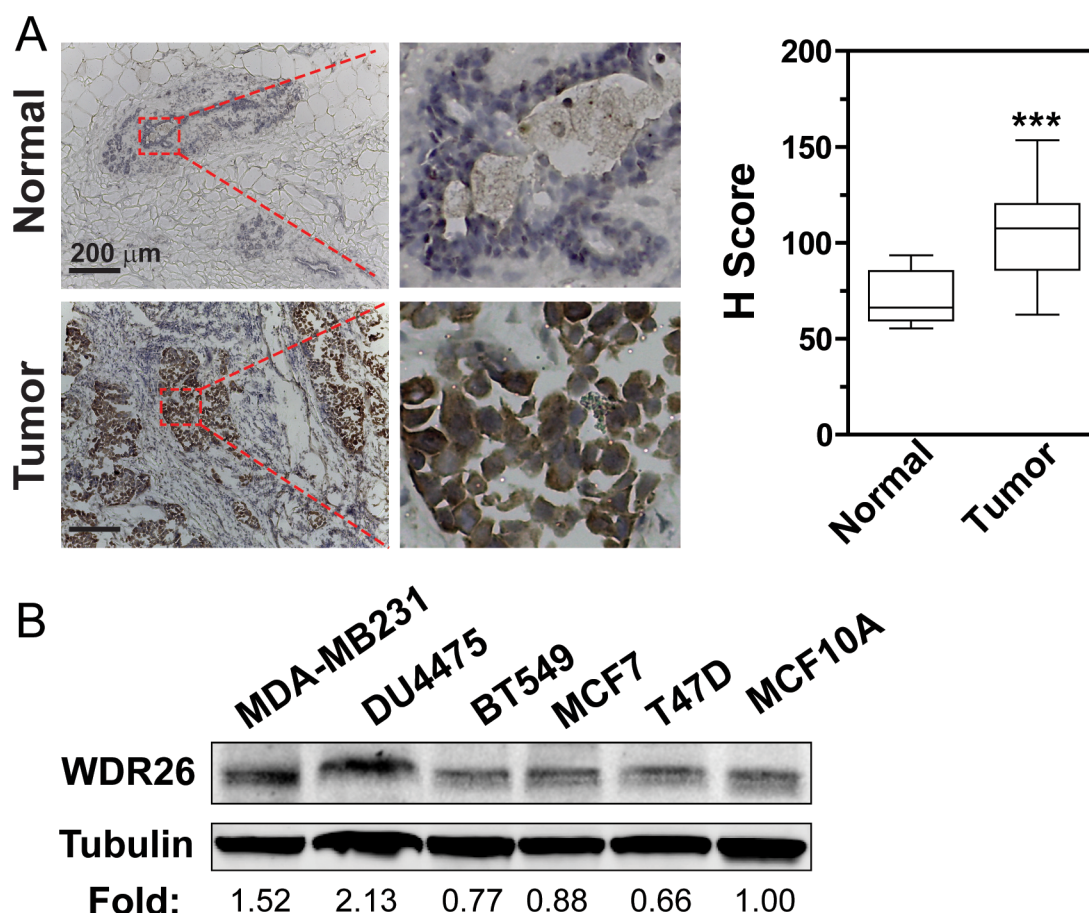 A
Normal
200 μm
Tumor
H Score
200
150
100
50
0
***
Normal
Tumor
B
MDA-MB231
DU4475
BT549
MCF7
T47D
MCF10A
WDR26
Tubulin
Fold: 1.52 2.13 0.77 0.88 0.66 1.00